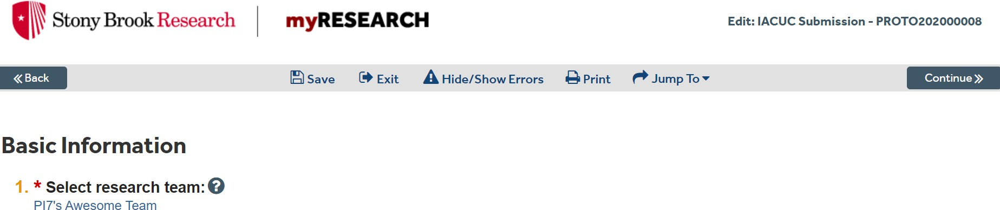 Stony Brook Research
myRESEARCH
Edit: IACUC Submission - PROTO202000008
Back
Save
Exit
Hide/Show Errors
Print
Jump To
Continue
Basic Information
1. * Select research team: ?
PI7's Awesome Team